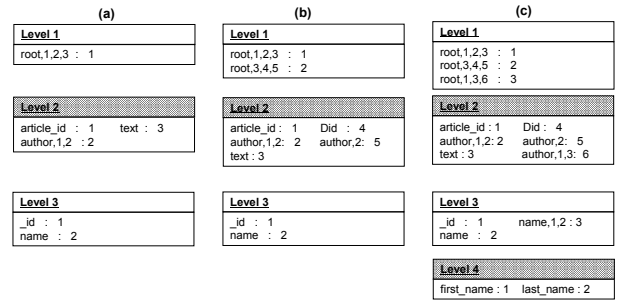 (a)
Level 1
root,1,2,3 : 1
Level 2
article_id : 1 text : 3
author,1,2 : 2
Level 3
_id : 1
name : 2
(b)
Level 1
root,1,2,3 : 1
root,3,4,5 : 2
Level 2
article_id : 1 Did : 4
author,1,2: 2 author,2: 5
text : 3
Level 3
_id : 1
name : 2
(c)
Level 1
root,1,2,3 : 1
root,3,4,5 : 2
root,1,3,6 : 3
Level 2
article_id : 1 Did : 4
author,1,2: 2 author,2: 5
text : 3 author,1,3: 6
Level 3
_id : 1 name,1,2 : 3
name : 2
Level 4
first_name : 1 last_name : 2